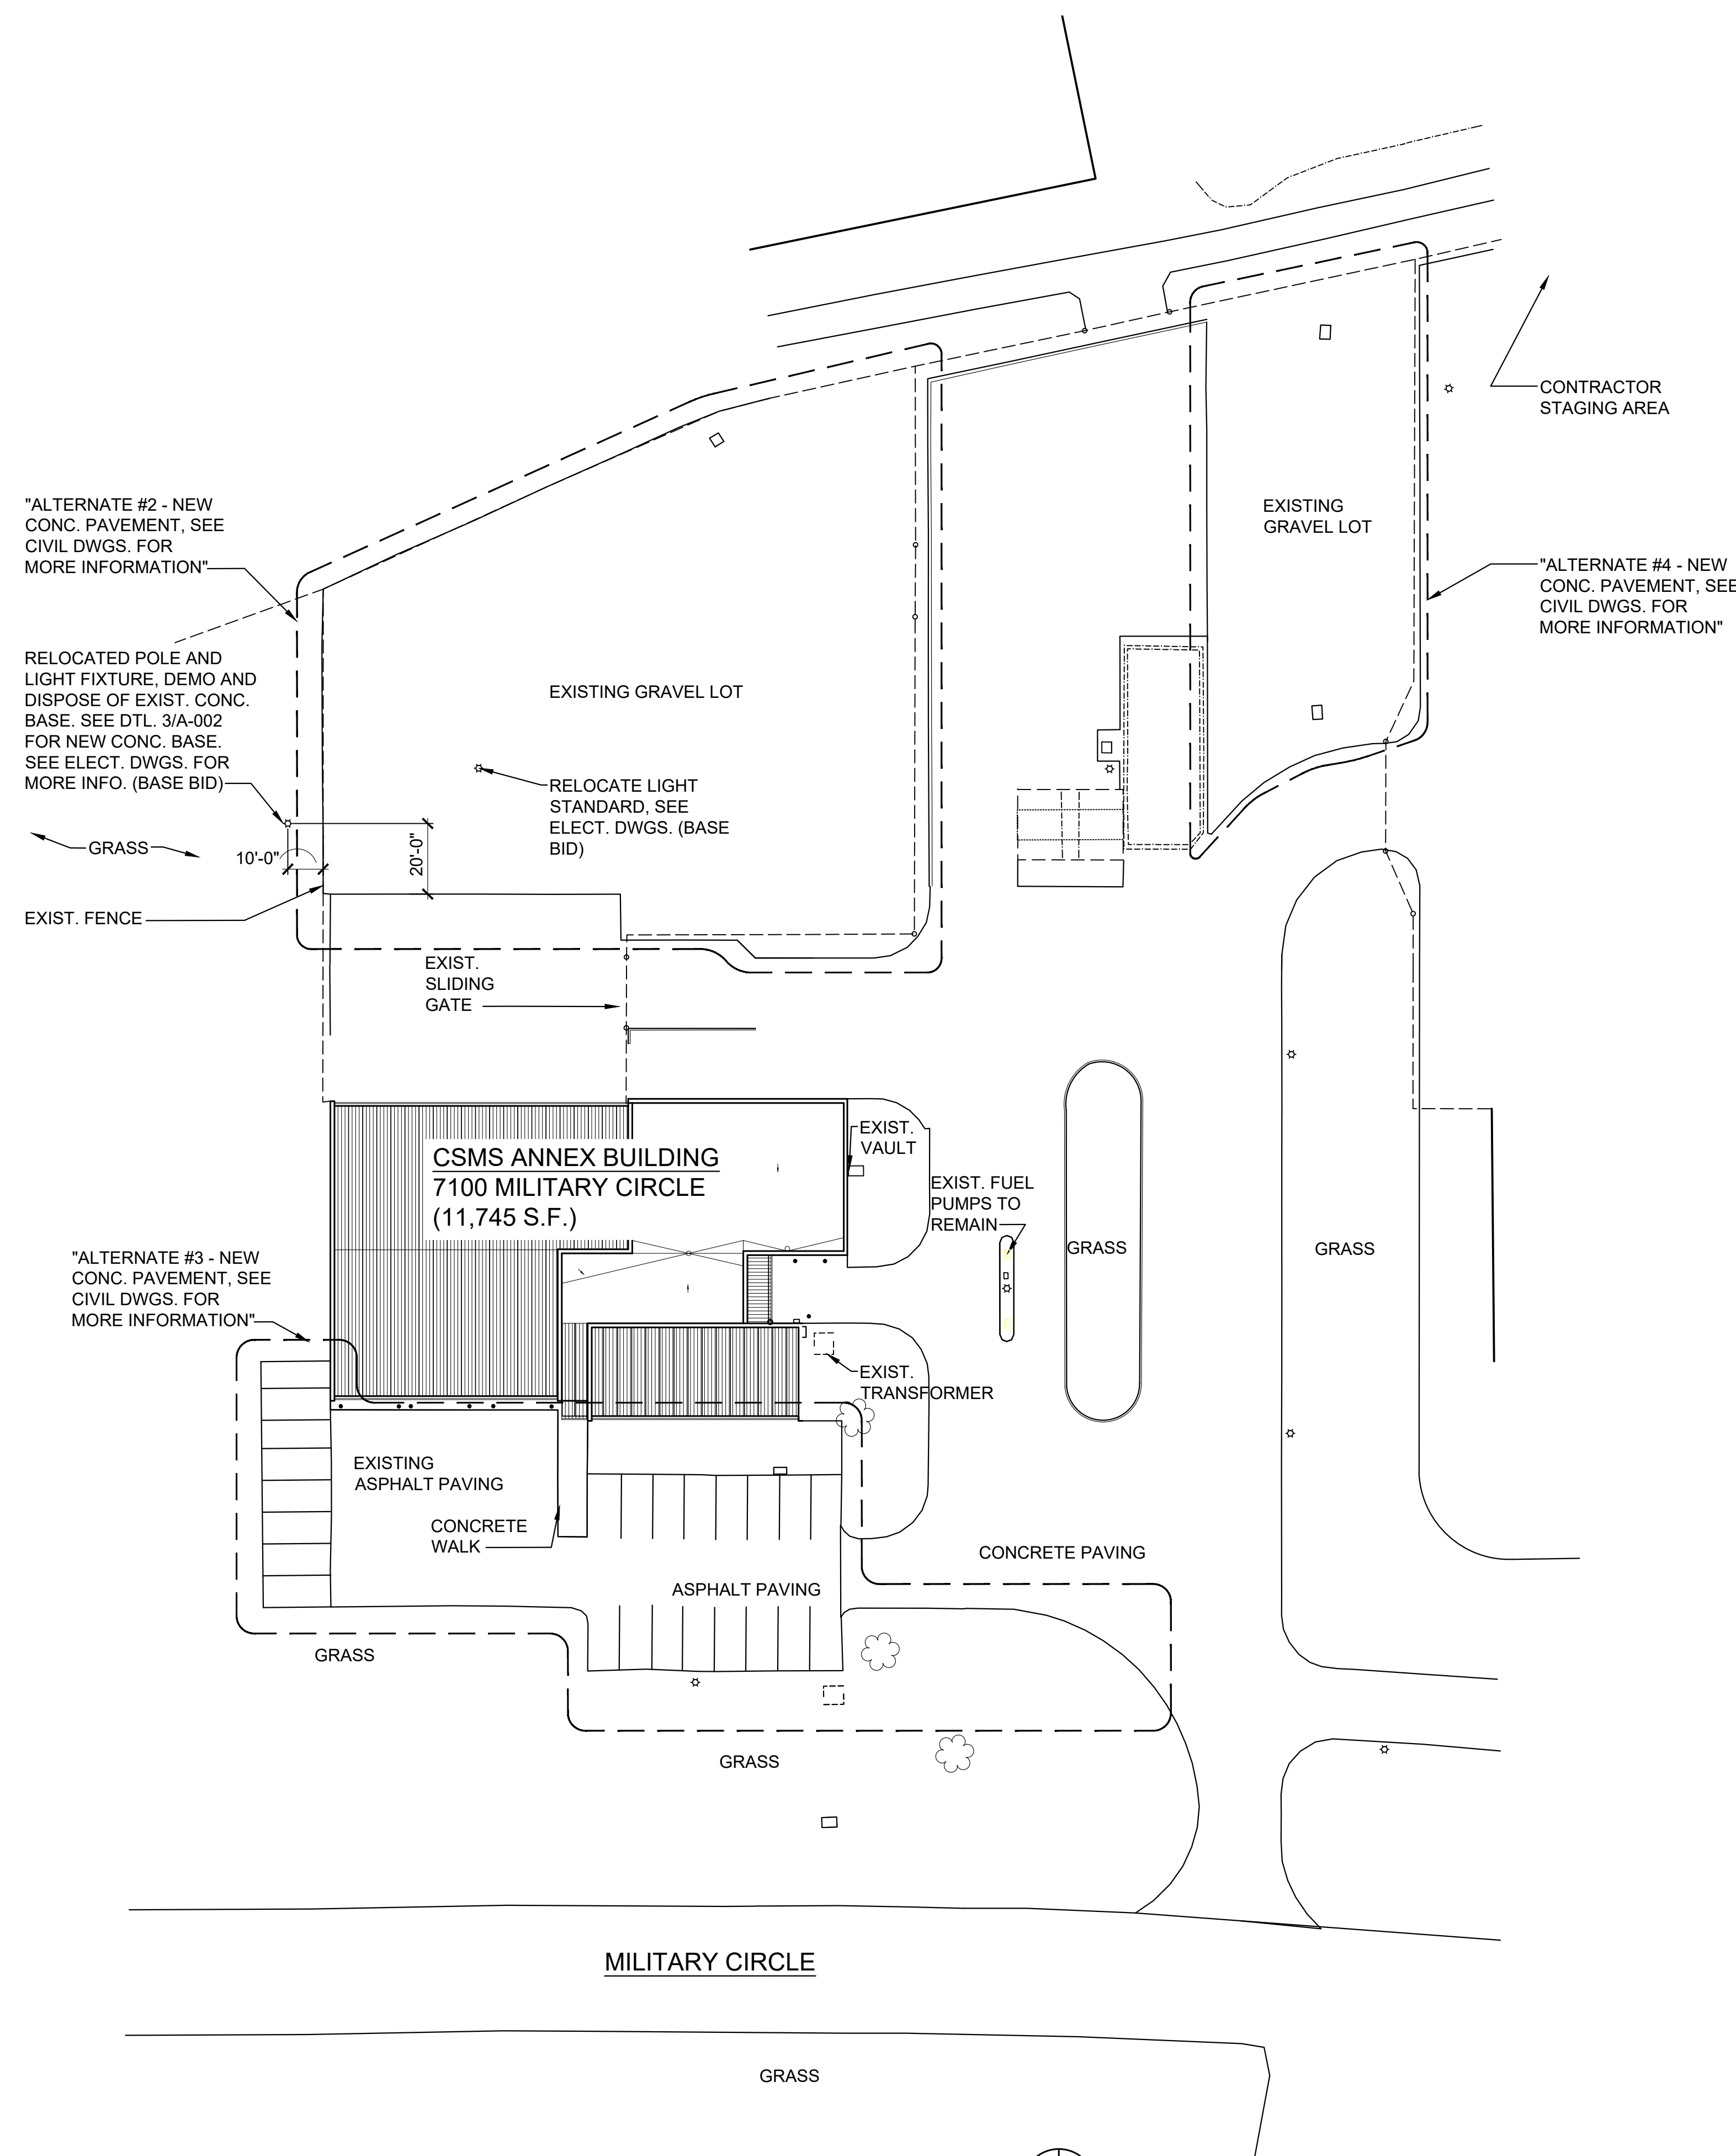 CONTRACTOR
STAGING AREA
"ALTERNATE #2 - NEW
CONC. PAVEMENT, SEE
CIVIL DWGS. FOR
MORE INFORMATION"
EXISTING
GRAVEL LOT
"ALTERNATE #4 - NEW
CONC. PAVEMENT, SEE
CIVIL DWGS. FOR
MORE INFORMATION"
RELOCATED POLE AND
LIGHT FIXTURE, DEMO AND
DISPOSE OF EXIST. CONC.
BASE. SEE DTL. 3/A-002
FOR NEW CONC. BASE.
SEE ELECT. DWGS. FOR
MORE INFO. (BASE BID)
EXISTING GRAVEL LOT
RELOCATE LIGHT
STANDARD, SEE
ELECT. DWGS. (BASE
BID)
GRASS
10'-0"
20'-0"
EXIST. FENCE
EXIST.
SLIDING
GATE
CSMS ANNEX BUILDING
7100 MILITARY CIRCLE
(11,745 S.F.)
EXIST.
VAULT
EXIST. FUEL
PUMPS TO
REMAIN
GRASS
GRASS
"ALTERNATE #3 - NEW
CONC. PAVEMENT, SEE
CIVIL DWGS. FOR
MORE INFORMATION"
EXIST.
TRANSFORMER
EXISTING
ASPHALT PAVING
CONCRETE
WALK
CONCRETE PAVING
ASPHALT PAVING
GRASS
GRASS
MILITARY CIRCLE
GRASS